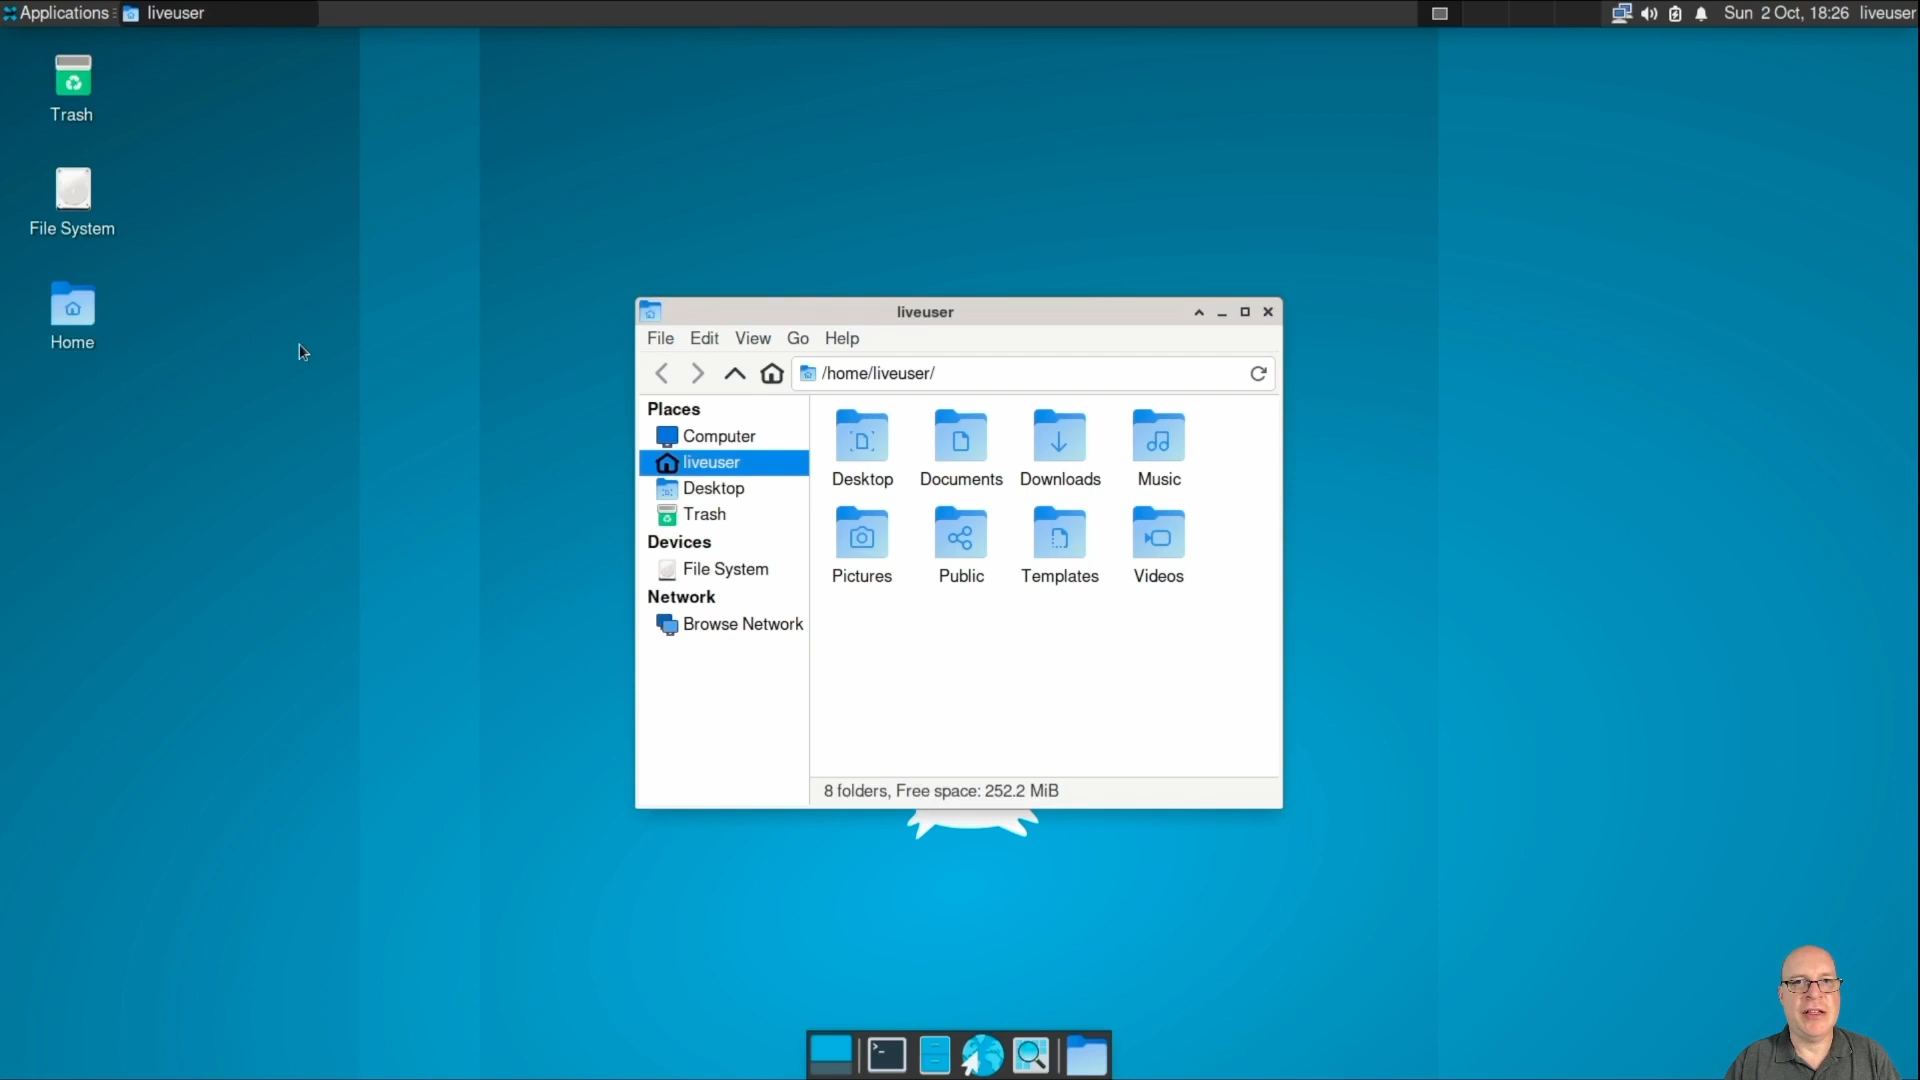 Applications
liveuser
Sun 2 Oct, 18:26 liveuser
Trash
File System
Home
liveuser
File Edit View Go Help
/home/liveuser/
Places
Computer
liveuser
Desktop
Trash
Devices
File System
Network
Browse Network
Desktop Documents Downloads Music
Pictures Public Templates Videos
8 folders, Free space: 252.2 MiB